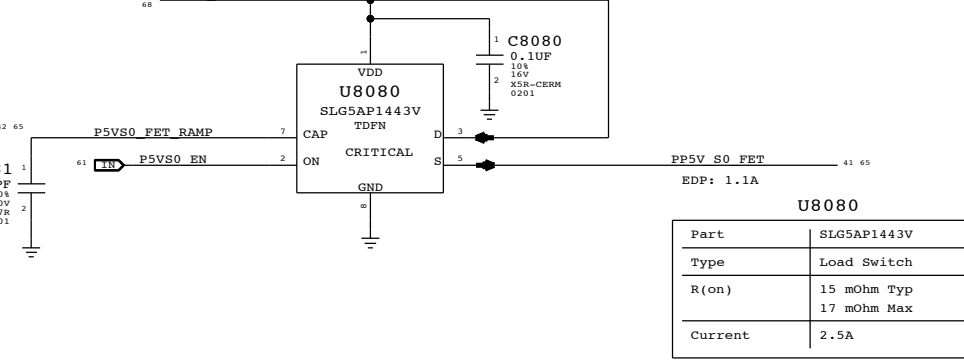 68
1 C8080
0.1UF
10%
16V
2 X5R-CERM
0201
1
VDD
U8080
SLG5AP1443V
TDFN
CRITICAL
65
P5VS0_FET_RAMP 7 CAP D 3
61 IN P5VS0_EN 2 ON S 5 PP5V_S0_FET 41 65
EDP: 1.1A
1
2
GND
8
U8080
Part SLG5AP1443V
Type Load Switch
R(on) 15 mOhm Typ
17 mOhm Max
Current 2.5A